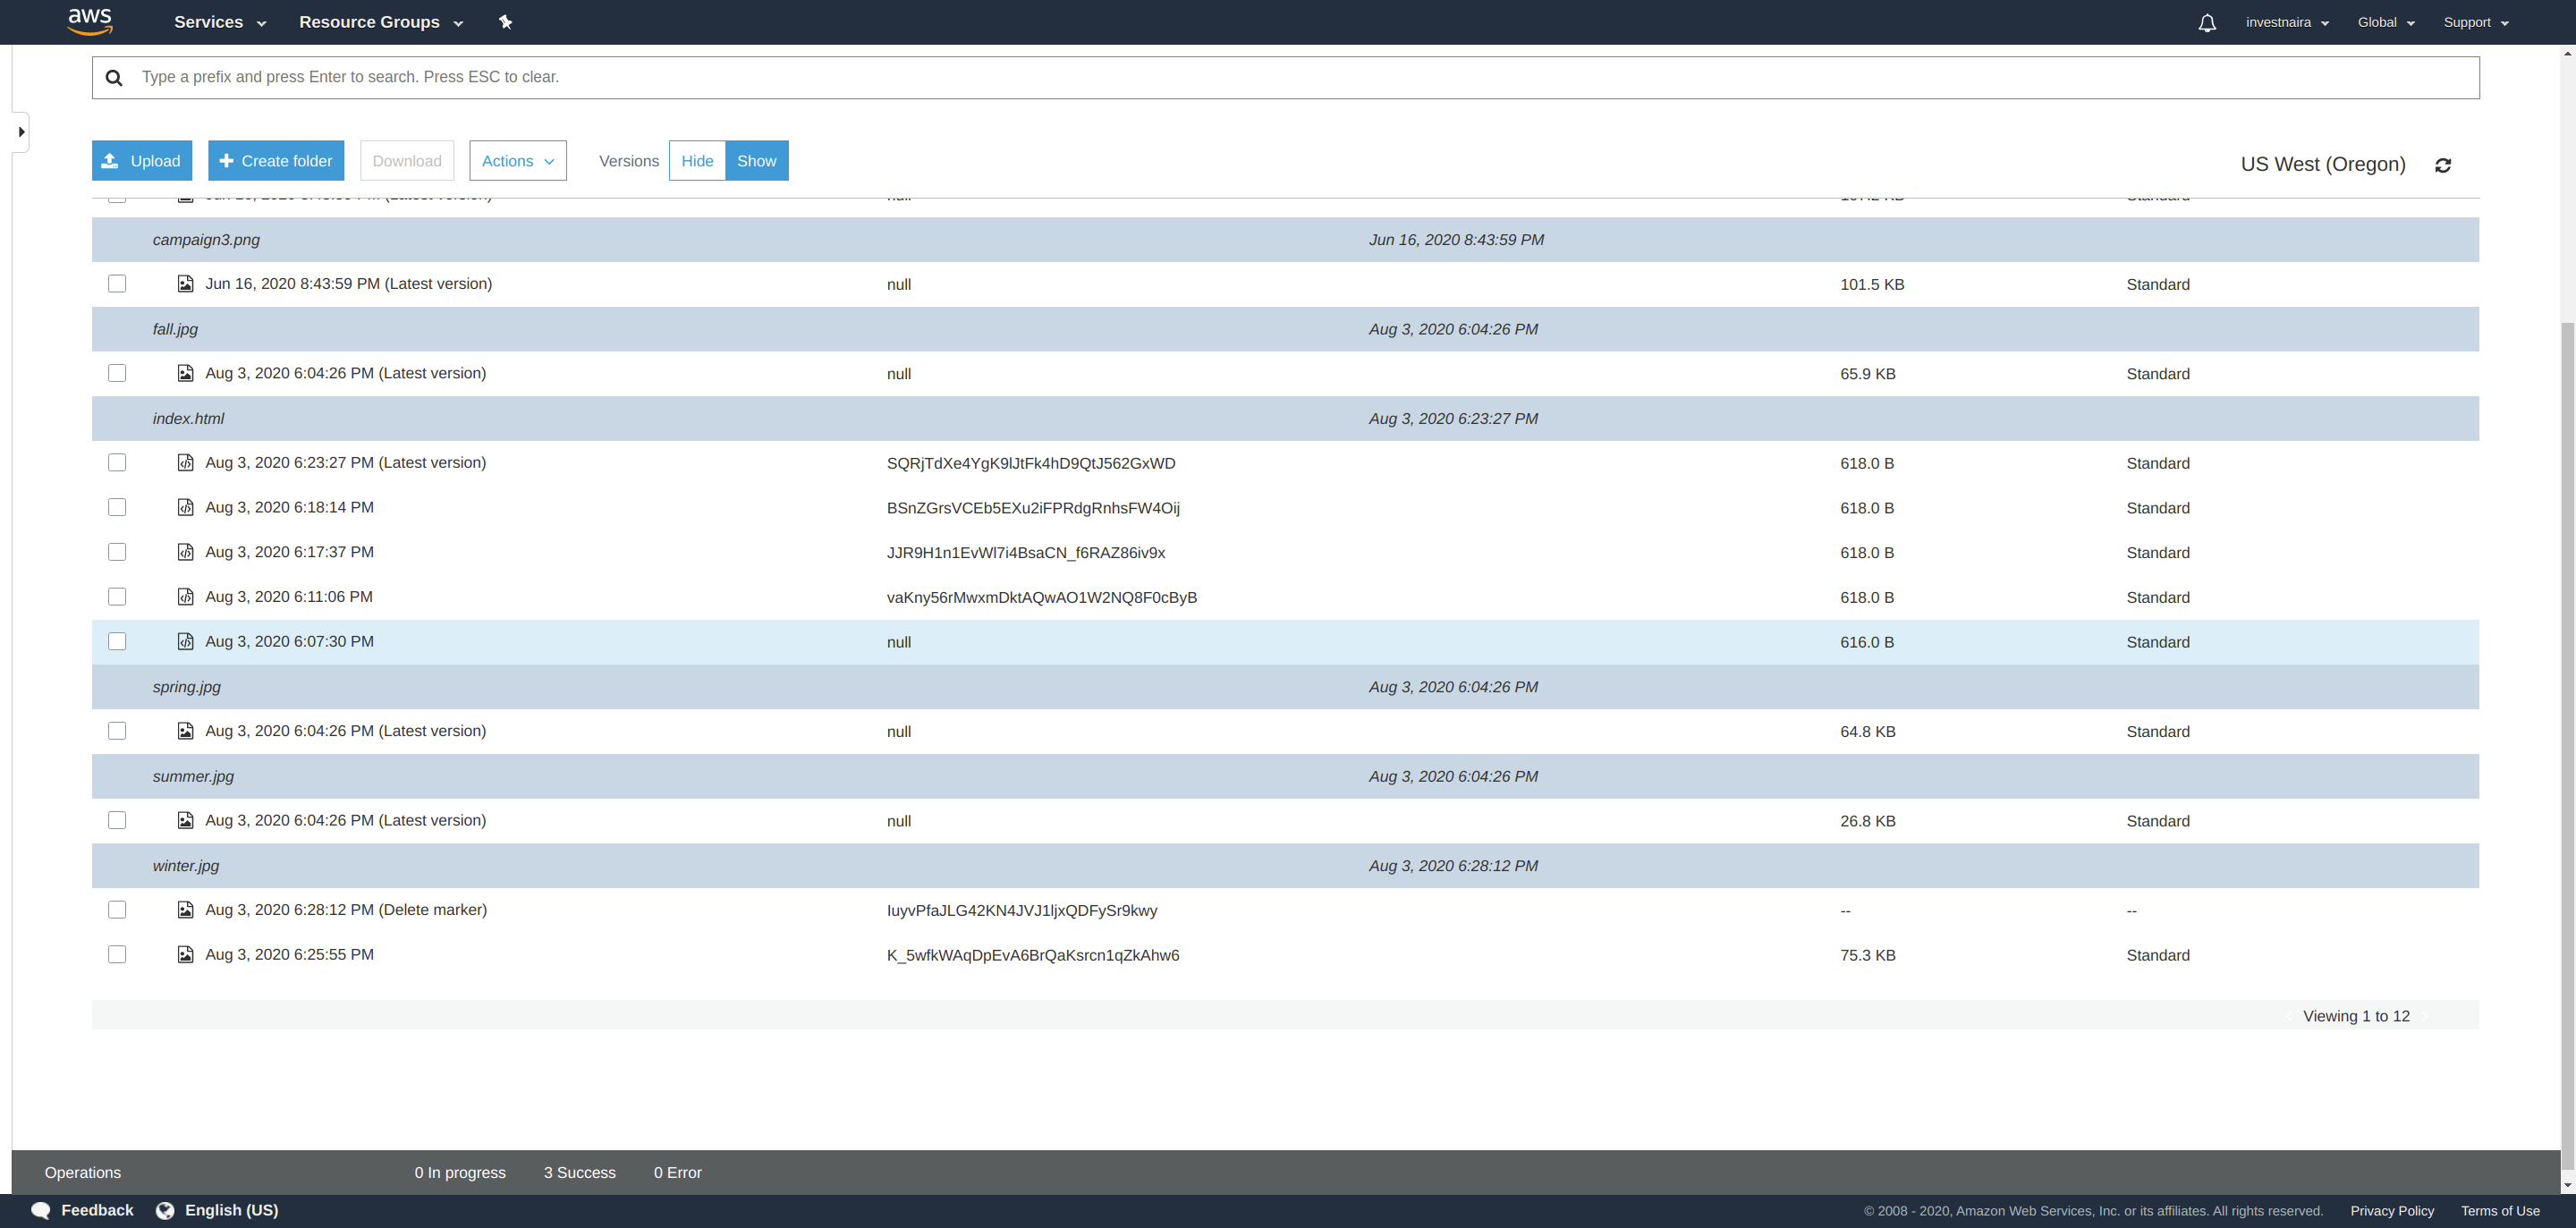 aws Services Resource Groups investnaira Global Support
Type a prefix and press Enter to search. Press ESC to clear.
Upload Create folder Download Actions Versions Hide Show US West (Oregon)
campaign3.png Jun 16, 2020 8:43:59 PM
Jun 16, 2020 8:43:59 PM (Latest version) null 101.5 KB Standard
fall.jpg Aug 3, 2020 6:04:26 PM
Aug 3, 2020 6:04:26 PM (Latest version) null 65.9 KB Standard
index.html Aug 3, 2020 6:23:27 PM
Aug 3, 2020 6:23:27 PM (Latest version) SQRjTdXe4YgK9lJtFk4hD9QtJ562GxWD 618.0 B Standard
Aug 3, 2020 6:18:14 PM BSnZGrsVCEb5EXu2iFPRdgRnhsFW4Oij 618.0 B Standard
Aug 3, 2020 6:17:37 PM JJR9H1n1EvWl7i4BsaCN_f6RAZ86iv9x 618.0 B Standard
Aug 3, 2020 6:11:06 PM vaKny56rMwxmDktAQwAO1W2NQ8F0cByB 618.0 B Standard
Aug 3, 2020 6:07:30 PM null 616.0 B Standard
spring.jpg Aug 3, 2020 6:04:26 PM
Aug 3, 2020 6:04:26 PM (Latest version) null 64.8 KB Standard
summer.jpg Aug 3, 2020 6:04:26 PM
Aug 3, 2020 6:04:26 PM (Latest version) null 26.8 KB Standard
winter.jpg Aug 3, 2020 6:28:12 PM
Aug 3, 2020 6:28:12 PM (Delete marker) IuyvPfaJLG42KN4JVJ1ljxQDFySr9kwy -- --
Aug 3, 2020 6:25:55 PM K_5wfkWAqDpEvA6BrQaKsrcn1qZkAhw6 75.3 KB Standard
Viewing 1 to 12
Operations 0 In progress 3 Success 0 Error
Feedback English (US) © 2008 - 2020, Amazon Web Services, Inc. or its affiliates. All rights reserved. Privacy Policy Terms of Use